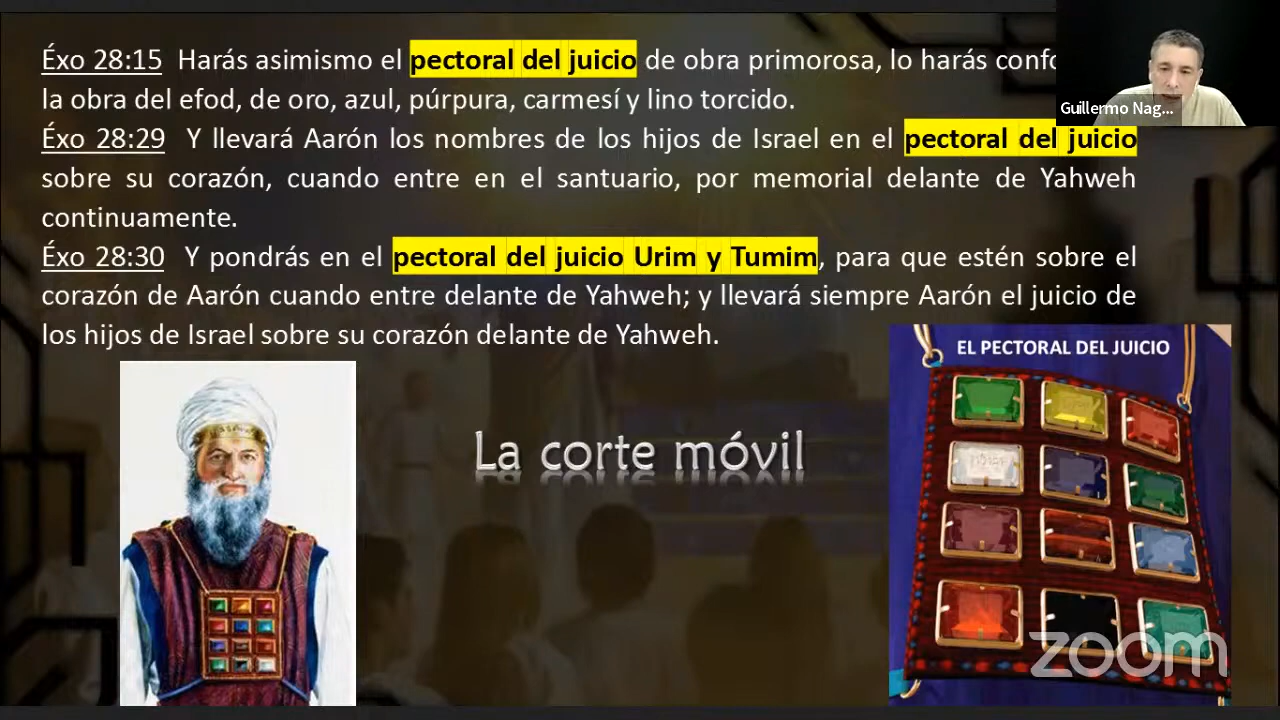 Éxo 28:15 Harás asimismo el pectoral del juicio de obra primorosa, lo harás
la obra del efod, de oro, azul, púrpura, carmesí y lino torcido.
Éxo 28:29 Y llevará Aarón los nombres de los hijos de Israel en el pectoral del juicio
sobre su corazón, cuando entre en el santuario, por memorial delante de Yahweh
continuamente.
Éxo 28:30 Y pondrás en el pectoral del juicio Urim y Tumim, para que estén sobre el
corazón de Aarón cuando entre delante de Yahweh; y llevará siempre Aarón el juicio de
los hijos de Israel sobre su corazón delante de Yahweh.
Guillermo Nag...
EL PECTORAL DEL JUICIO
La corte móvil
zoom